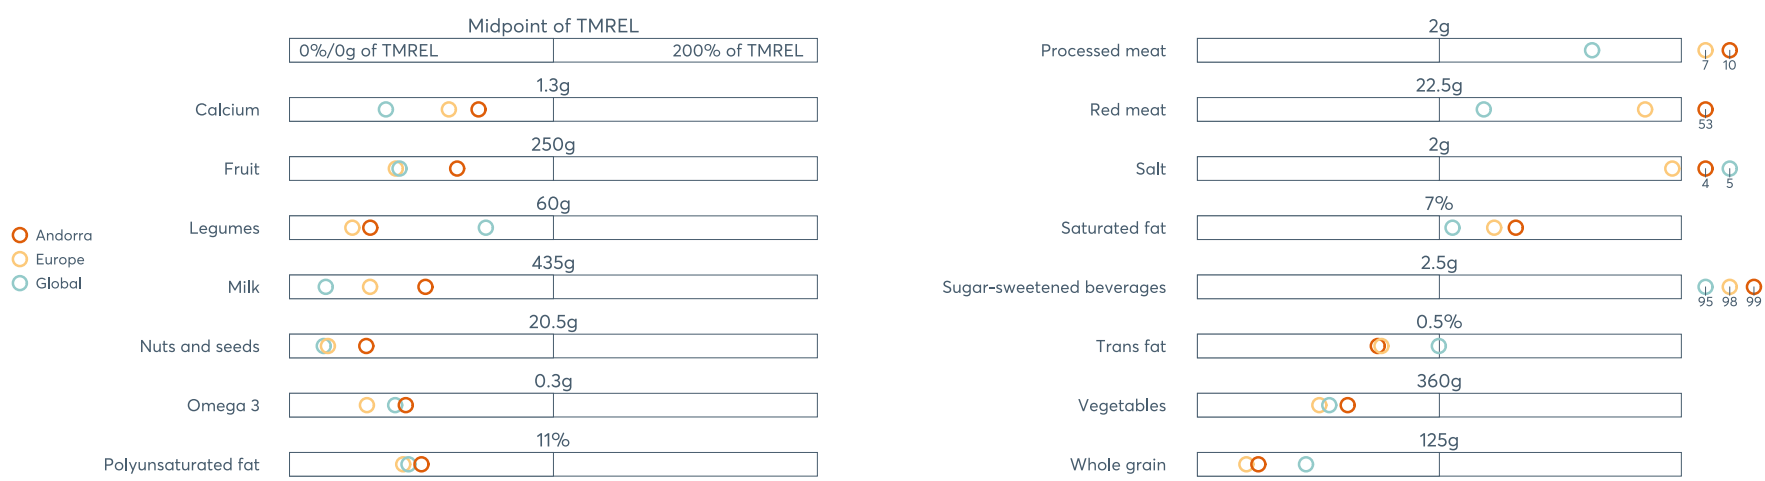 Andorra
Europe
Global
Midpoint of TMREL
0%/0g of TMREL 200% of TMREL
1.3g
Calcium
250g
Fruit
60g
Legumes
435g
Milk
20.5g
Nuts and seeds
0.3g
Omega 3
11%
Polyunsaturated fat
2g
Processed meat
7 10
22.5g
Red meat
53
2g
Salt
4 5
7%
Saturated fat
2.5g
Sugar-sweetened beverages
95 98 99
0.5%
Trans fat
360g
Vegetables
125g
Whole grain